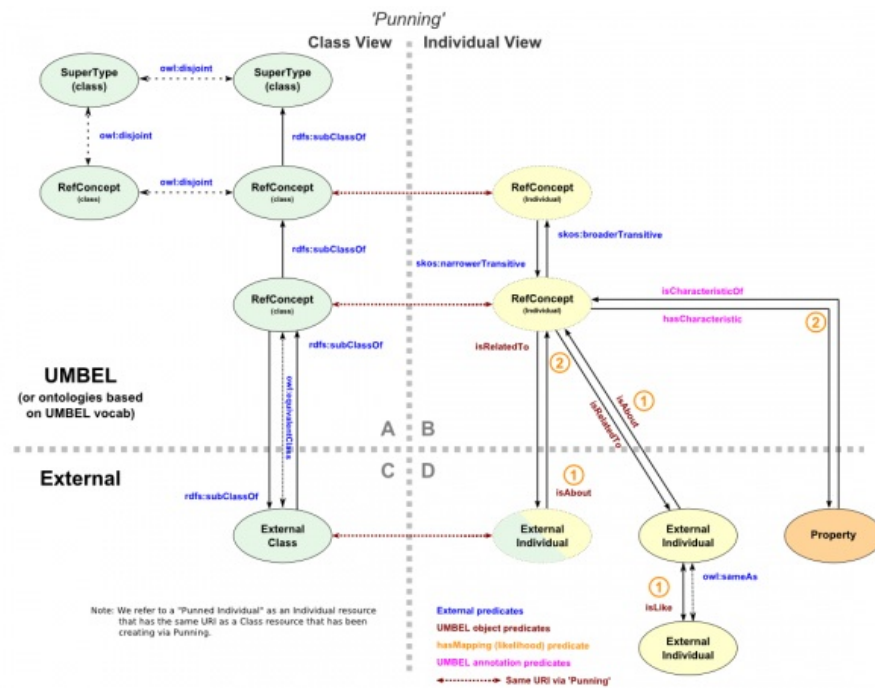 'Punning'
Class View
Individual View
SuperType
(class)
owl:disjoint
SuperType
(class)
owl:disjoint
rdfs:subClassOf
RefConcept
(class)
owl:disjoint
RefConcept
(class)
RefConcept
(Individual)
rdfs:subClassOf
skos:broaderTransitive
skos:narrowerTransitive
RefConcept
(class)
RefConcept
(Individual)
isCharacteristicOf
hasCharacteristic
2
rdfs:subClassOf
isRelatedTo
2
owl:equivalentClass
isAbout
1
isRelatedTo
UMBEL
(or ontologies based
on UMBEL vocab)
A
B
External
C
D
rdfs:subClassOf
1
isAbout
External
Class
External
Individual
External
Individual
Property
1
owl:sameAs
isLike
External
Individual
Note: We refer to a "Punned Individual" as an Individual resource
that has the same URI as a Class resource that has been
creating via Punning.
External predicates
UMBEL object predicates
hasMapping (likelihood) predicate
UMBEL annotation predicates
Same URI via 'Punning'